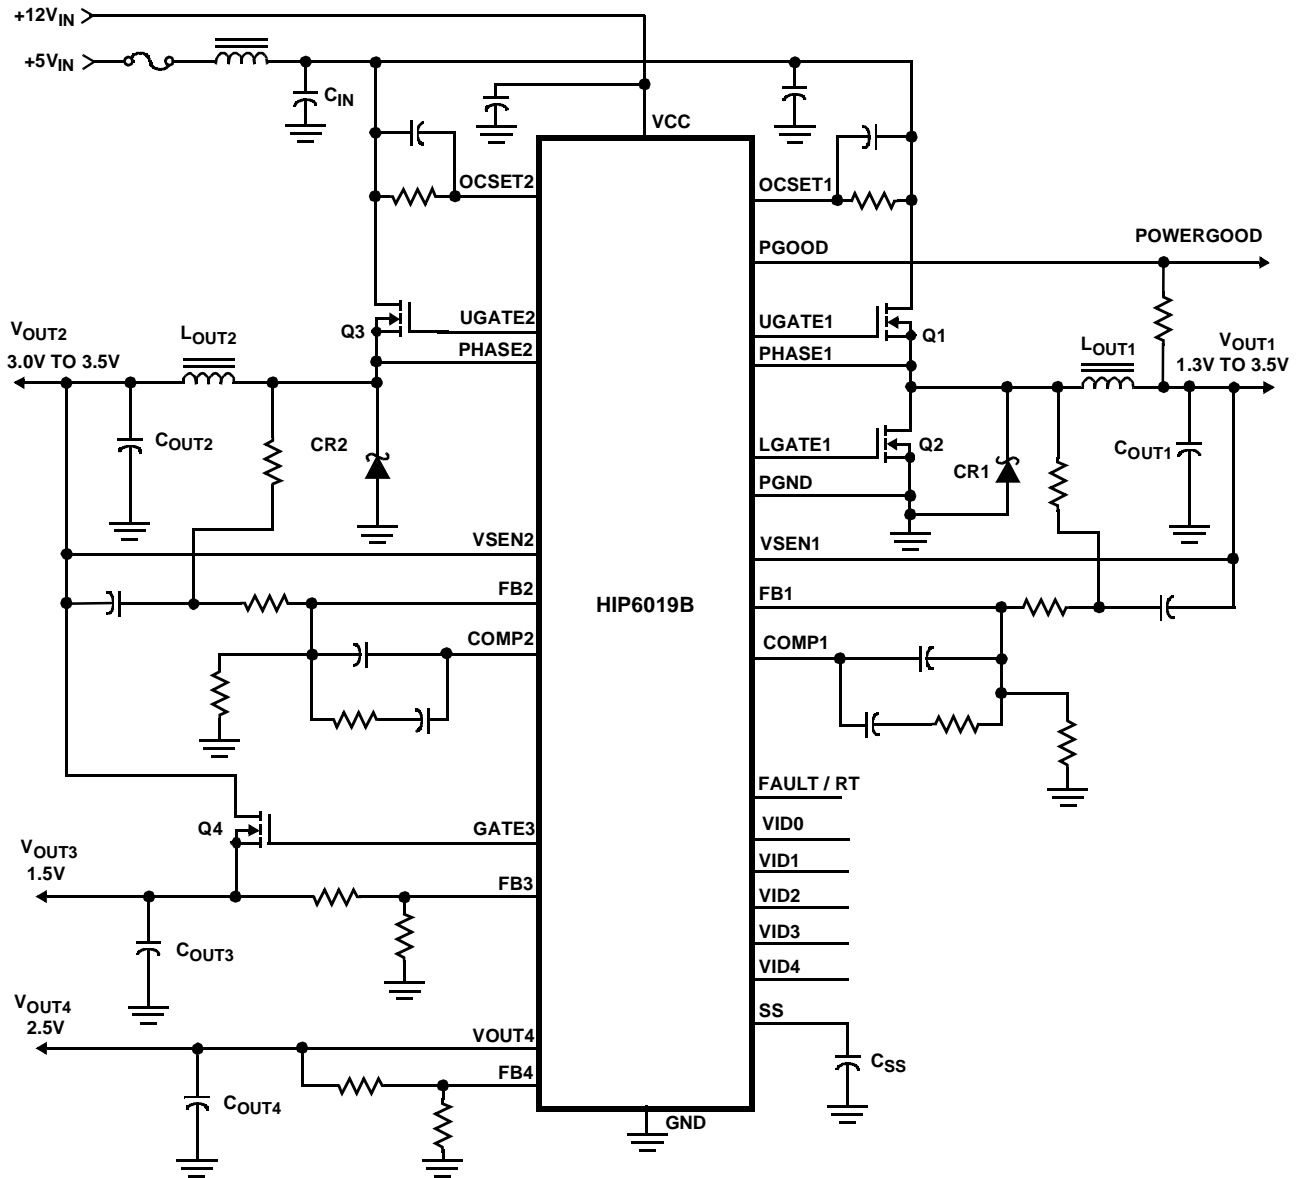 +12VIN
+5VIN
CIN
VCC
OCSET2
OCSET1
PGOOD
POWERGOOD
UGATE2
Q3
PHASE2
UGATE1
Q1
PHASE1
VOUT2
3.0V TO 3.5V
LOUT2
LOUT1
VOUT1
1.3V TO 3.5V
COUT2
CR2
LGATE1
Q2
PGND
CR1
COUT1
VSEN2
VSEN1
FB2
HIP6019B
FB1
COMP2
COMP1
FAULT / RT
Q4
GATE3
VID0
VOUT3
1.5V
VID1
FB3
VID2
COUT3
VID3
VID4
VOUT4
2.5V
SS
VOUT4
FB4
CSS
COUT4
GND